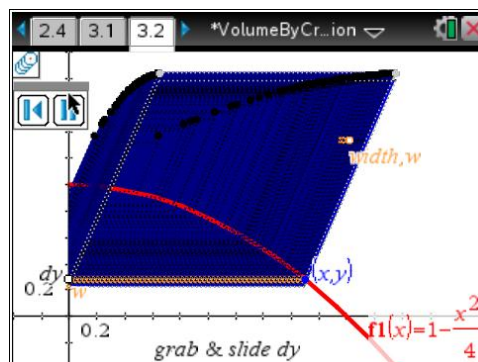 2.4 3.1 3.2 *VolumeByCr...ion
width,w
dy
(x,y)
0.2 w
0.2
f1(x)=1-x²/4
grab & slide dy